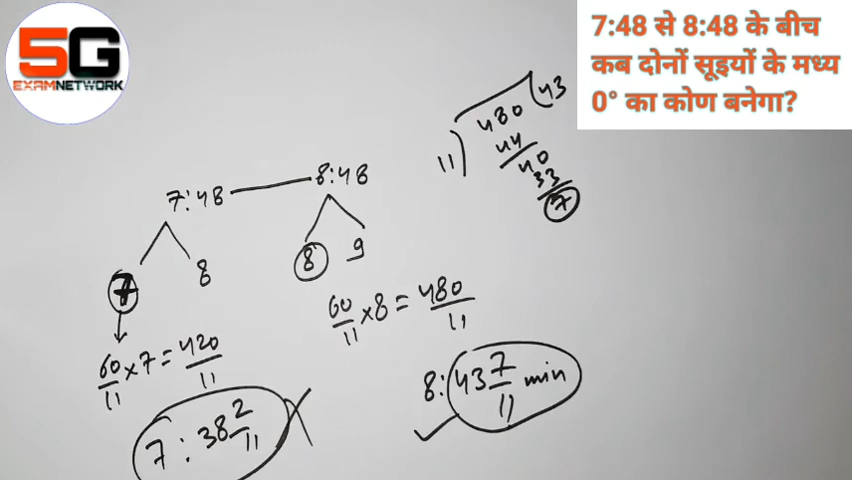 5G
EXAMNETWORK
7:48 से 8:48 के बीच
कब दोनों सूइयों के मध्य
0° का कोण बनेगा?
11) 480 (43
44
40
33
7
7:48 — 8:48
7 8
8 9
60/11 × 7 = 420/11
60/11 × 8 = 480/11
7 : 38 2/11
8 : 43 7/11 min